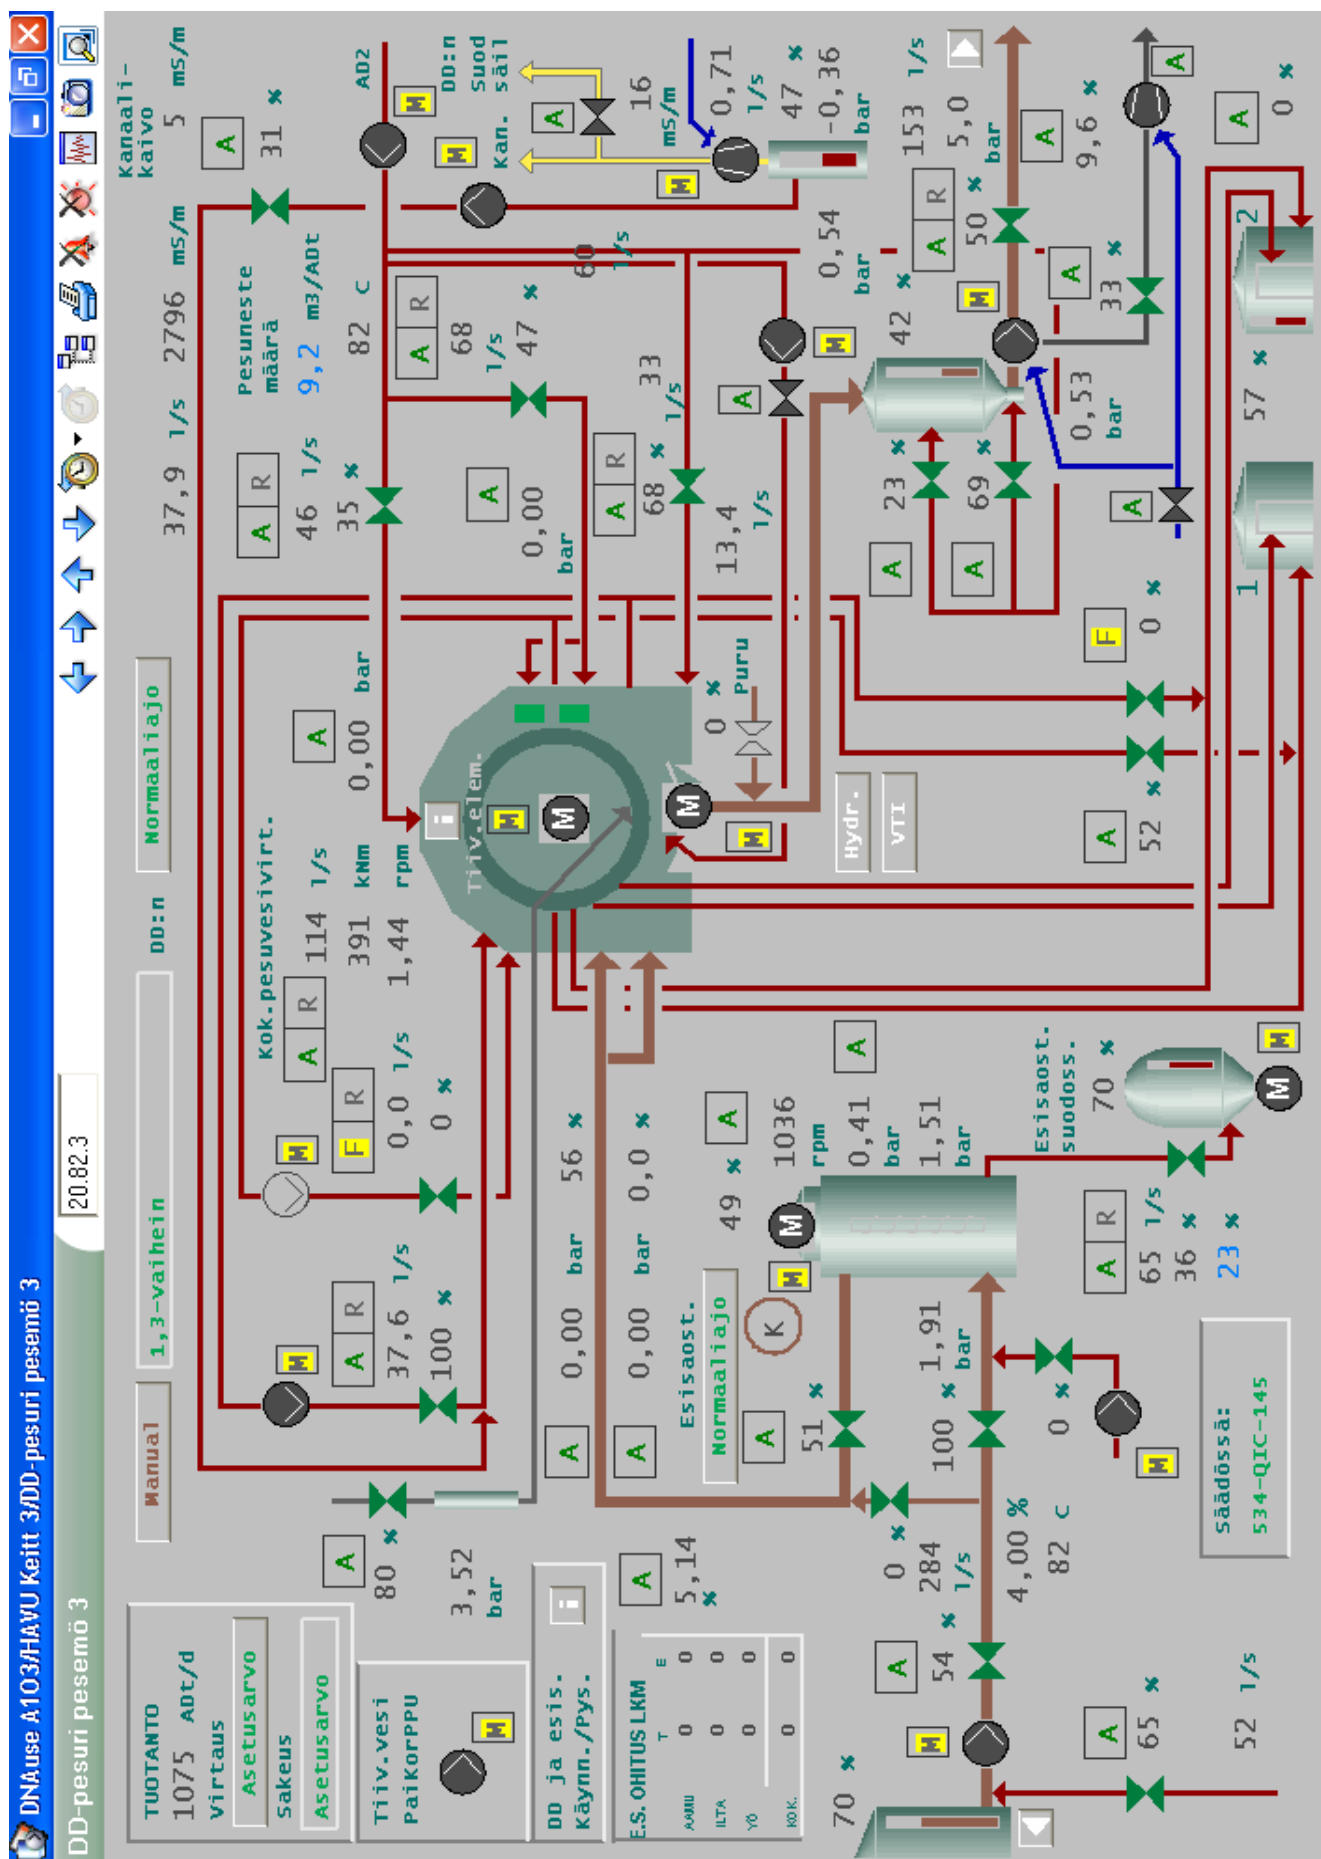 DNAuse A103/HAVU Keitt 3/DD-pesuri pesemö 3
DD-pesuri pesemö 3
20.82.3
TUOTANTO
1075 ADt/d
Virtaus
Asetusarvo
Sakeus
Asetusarvo
Manual
1,3-vaihein
DD:n
Normaaliajo
37,9 l/s
2796 mS/m
Kanaali-
kaivo
5 mS/m
A
31 %
Pesuneste
määrä
9,2 m3/ADt
82 C
AD2
M
Kok.pesuvesivirt.
A R
114 l/s
391 kNm
1,44 rpm
A
0,00 bar
A R
46 l/s
35 %
A R
68
l/s
47 %
M
A R
37,6 l/s
100 %
M
F R
0,0 l/s
0 %
A
80 %
3,52
bar
Tiiv.vesi
PaiKorPPU
M
DD ja esis.
Käynn./Pys.
i
E.S. OHITUS LKM
T E
AAMU 0 0
ILTA 0 0
YÖ 0 0
KOK. 0 0
A
5,14
%
A
0,00 bar
56 %
A
0,00 bar
0,0 %
i
Tiiv.elem.
M
M
A
0,00
bar
M
Kan.
DD:n
Suod
säil
A
16
mS/m
M
0,71
l/s
47 %
-0,36
bar
60
l/s
A R
68 %
33
l/s
13,4
l/s
A
M
0,54
bar
42 %
M
M
0 %
Puru
Hydr.
VTI
Esisaost.
Normaaliajo
A
51 %
K
M
M
49 %
A
1036
rpm
0,41
bar
A
1,51
bar
1,91
bar
100 %
0 %
M
0 %
284
l/s
4,00 %
82 C
70 %
M
A
54 %
A
65 %
52 l/s
Säädössä:
534-QIC-145
Esisaost.
suodoss.
70 %
M
M
A R
65 l/s
36 %
23 %
A
52 %
F
0 %
A
23 %
A
69 %
0,53
bar
A
A R
50 %
153 l/s
5,0
bar
M
A
33 %
A
9,6 %
A
A
0 %
1
57 %
2